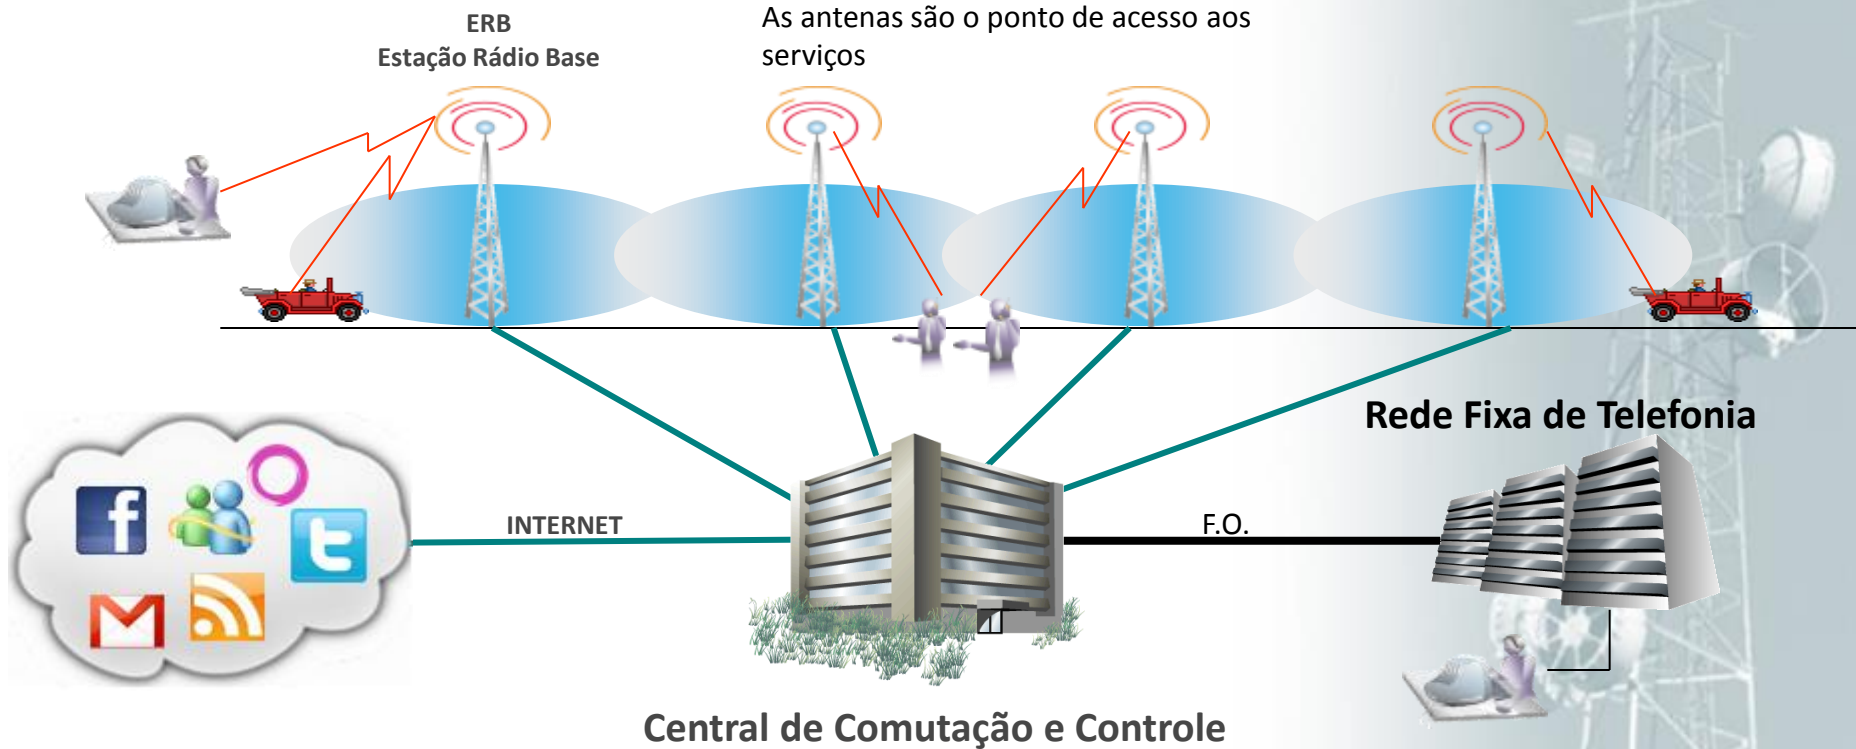 ERB
Estação Rádio Base
As antenas são o ponto de acesso aos
serviços
Rede Fixa de Telefonia
INTERNET
F.O.
Central de Comutação e Controle